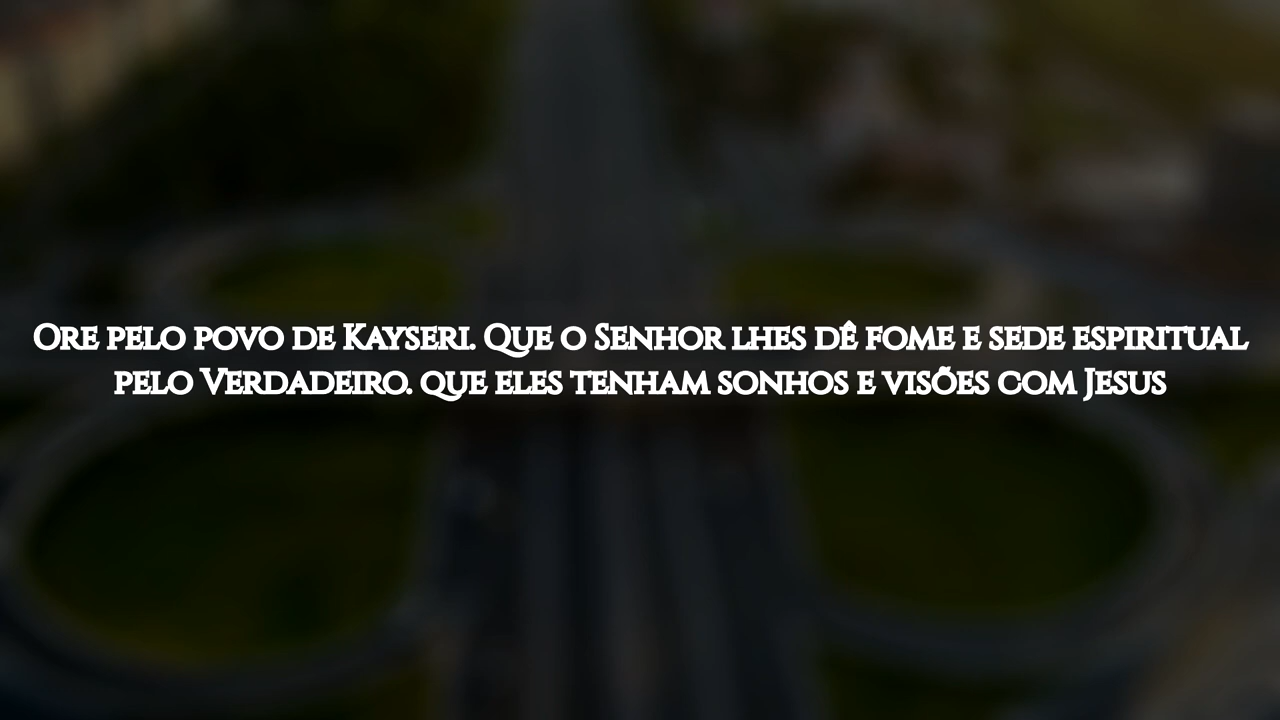 Ore pelo povo de Kayseri. Que o Senhor lhes dê fome e sede espiritual
pelo Verdadeiro. que eles tenham sonhos e visões com Jesus